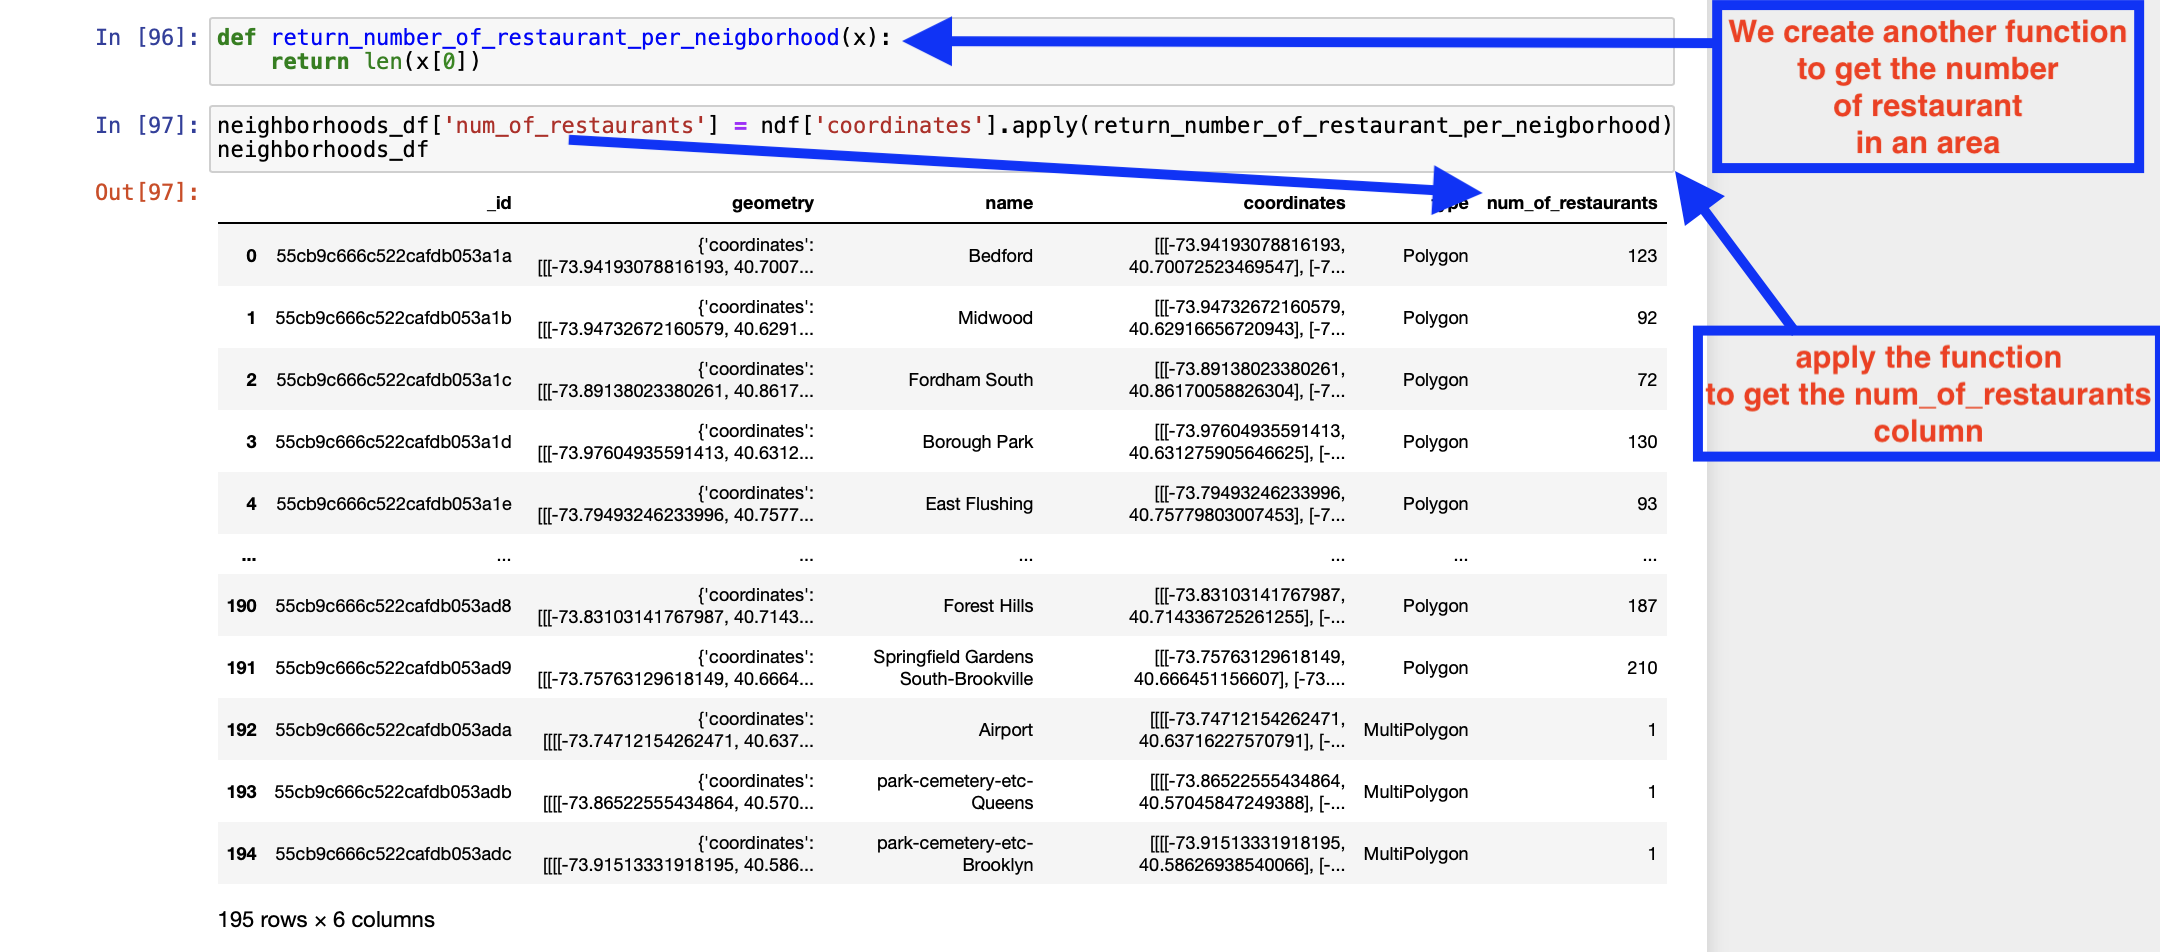 In [96]: def return_number_of_restaurant_per_neigborhood(x):
return len(x[0])
We create another function
to get the number
of restaurant
in an area
In [97]: neighborhoods_df['num_of_restaurants'] = ndf['coordinates'].apply(return_number_of_restaurant_per_neigborhood)
neighborhoods_df
apply the function
to get the num_of_restaurants
column
Out[97]:
_id geometry name coordinates type num_of_restaurants
0 55cb9c666c522cafdb053a1a {'coordinates': [[[-73.94193078816193, 40.7007... Bedford [[[-73.94193078816193, 40.70072523469547], [-7... Polygon 123
1 55cb9c666c522cafdb053a1b {'coordinates': [[[-73.94732672160579, 40.6291... Midwood [[[-73.94732672160579, 40.62916656720943], [-7... Polygon 92
2 55cb9c666c522cafdb053a1c {'coordinates': [[[-73.89138023380261, 40.8617... Fordham South [[[-73.89138023380261, 40.86170058826304], [-7... Polygon 72
3 55cb9c666c522cafdb053a1d {'coordinates': [[[-73.97604935591413, 40.6312... Borough Park [[[-73.97604935591413, 40.631275905646625], [-... Polygon 130
4 55cb9c666c522cafdb053a1e {'coordinates': [[[-73.79493246233996, 40.7577... East Flushing [[[-73.79493246233996, 40.75779803007453], [-7... Polygon 93
... ... ... ... ... ... ...
190 55cb9c666c522cafdb053ad8 {'coordinates': [[[-73.83103141767987, 40.7143... Forest Hills [[[-73.83103141767987, 40.714336725261255], [-... Polygon 187
191 55cb9c666c522cafdb053ad9 {'coordinates': [[[-73.75763129618149, 40.6664... Springfield Gardens South-Brookville [[[-73.75763129618149, 40.666451156607], [-73.... Polygon 210
192 55cb9c666c522cafdb053ada {'coordinates': [[[[-73.74712154262471, 40.637... Airport [[[[-73.74712154262471, 40.63716227570791], [-... MultiPolygon 1
193 55cb9c666c522cafdb053adb {'coordinates': [[[[-73.86522555434864, 40.570... park-cemetery-etc-Queens [[[[-73.86522555434864, 40.57045847249388], [-... MultiPolygon 1
194 55cb9c666c522cafdb053adc {'coordinates': [[[[-73.91513331918195, 40.586... park-cemetery-etc-Brooklyn [[[[-73.91513331918195, 40.58626938540066], [-... MultiPolygon 1
195 rows × 6 columns